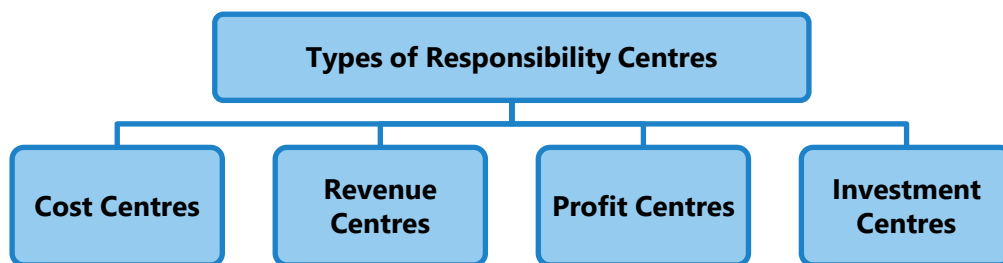 Types of Responsibility Centres
Cost Centres
Revenue
Centres
Profit Centres
Investment
Centres